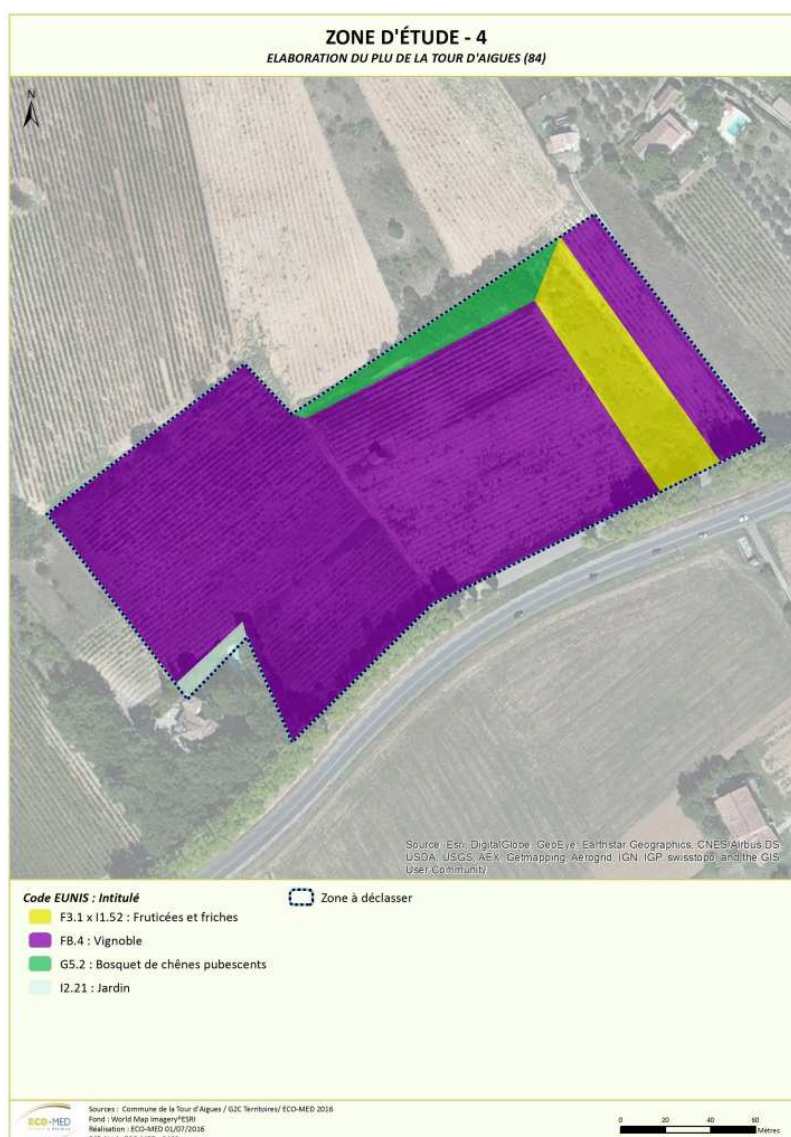 ZONE D'ÉTUDE - 4
ELABORATION DU PLU DE LA TOUR D'AIGUES (84)
N
Source: Esri, DigitalGlobe, GeoEye, Earthstar Geographics, CNES/Airbus DS,
USDA, USGS, AEX, Getmapping, Aerogrid, IGN, IGP, swisstopo, and the GIS
User Community
Code EUNIS : Intitulé
Zone à déclasser
F3.1 x I1.52 : Fruticées et friches
FB.4 : Vignoble
G5.2 : Bosquet de chênes pubescents
I2.21 : Jardin
ECO-MED
Sources : Commune de la Tour d'Aigues / G2C Territoires/ ECO-MED 2016
Fond : World Map Imagery®ESRI
Réalisation : ECO-MED 01/07/2016
0 20 40 60
Mètres